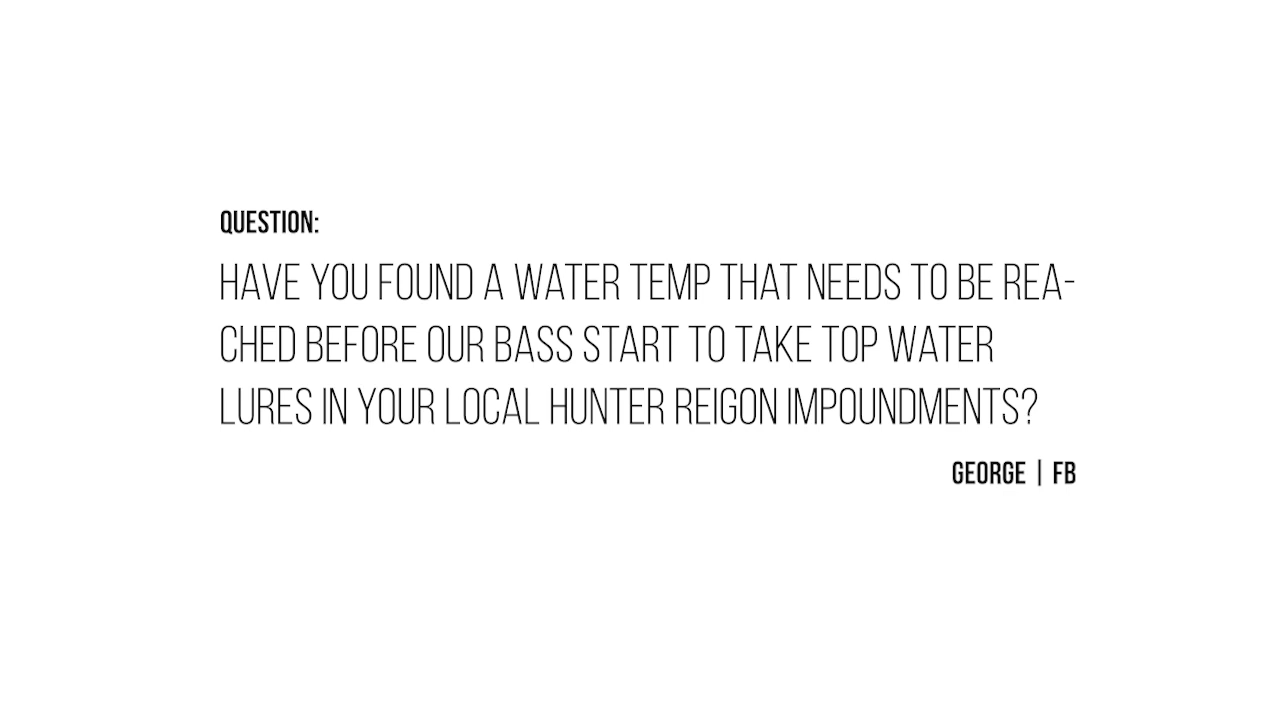 QUESTION:
HAVE YOU FOUND A WATER TEMP THAT NEEDS TO BE REA-
CHED BEFORE OUR BASS START TO TAKE TOP WATER
LURES IN YOUR LOCAL HUNTER REIGON IMPOUNDMENTS?
GEORGE | FB